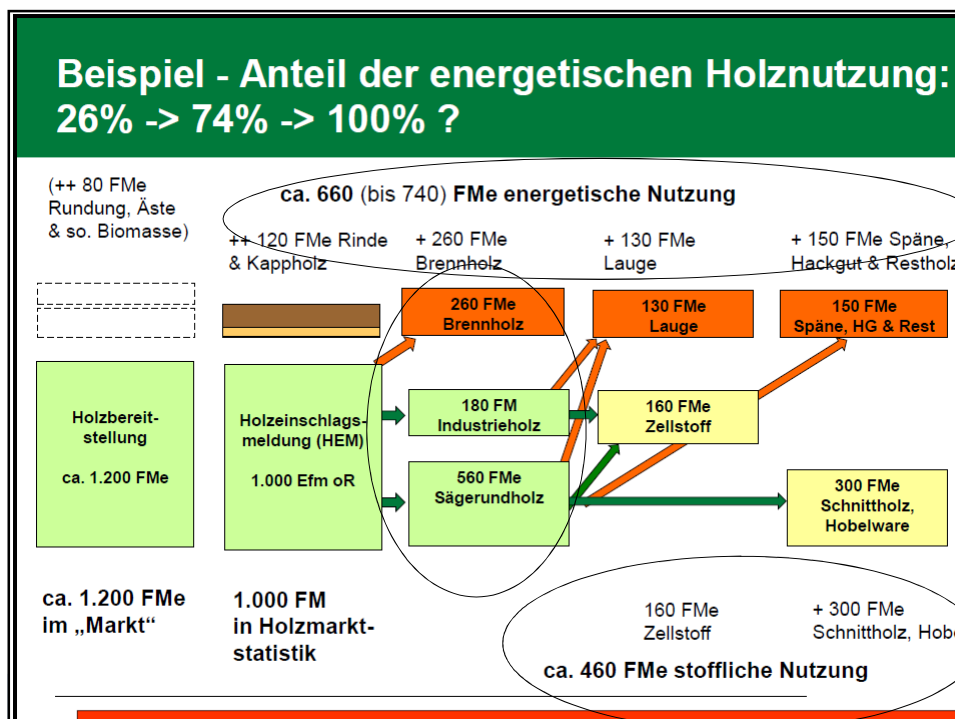 Beispiel - Anteil der energetischen Holznutzung:
26% -> 74% -> 100% ?
(++ 80 FMe
Rundung, Äste
& so. Biomasse)
ca. 660 (bis 740) FMe energetische Nutzung
++ 120 FMe Rinde
& Kappholz
+ 260 FMe
Brennholz
+ 130 FMe
Lauge
+ 150 FMe Späne,
Hackgut & Restholz
260 FMe
Brennholz
130 FMe
Lauge
150 FMe
Späne, HG & Rest
Holzbereit-
stellung
ca. 1.200 FMe
Holzeinschlags-
meldung (HEM)
1.000 Efm oR
180 FM
Industrieholz
160 FMe
Zellstoff
560 FMe
Sägerundholz
300 FMe
Schnittholz,
Hobelware
ca. 1.200 FMe
im „Markt“
1.000 FM
in Holzmarkt-
statistik
160 FMe
Zellstoff
+ 300 FMe
Schnittholz, Hobe
ca. 460 FMe stoffliche Nutzung